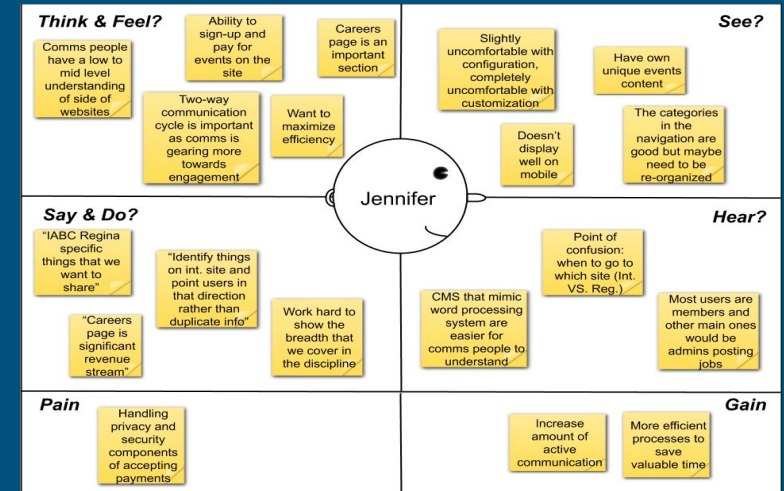 Think & Feel?
Comms people
have a low to
mid level
understanding
of side of
websites
Ability to
sign-up and
pay for
events on the
site
Careers
page is an
important
section
Two-way
communication
cycle is important
as comms is
gearing more
towards
engagement
Want to
maximize
efficiency
See?
Slightly
uncomfortable with
configuration,
completely
uncomfortable with
customization
Have own
unique events
content
Doesn't
display
well on
mobile
The categories
in the
navigation are
good but maybe
need to be
re-organized
Jennifer
Say & Do?
"IABC Regina
specific
things that we
want to
share"
"Identify things
on int. site and
point users in
that direction
rather than
duplicate info"
"Careers
page is
significant
revenue
stream"
Work hard to
show the
breadth that
we cover in
the discipline
Hear?
Point of
confusion:
when to go to
which site (Int.
VS. Reg.)
CMS that mimic
word processing
system are
easier for
comms people to
understand
Most users are
members and
other main ones
would be
admins posting
jobs
Pain
Handling
privacy and
security
components
of accepting
payments
Gain
Increase
amount of
active
communication
More efficient
processes to
save
valuable time